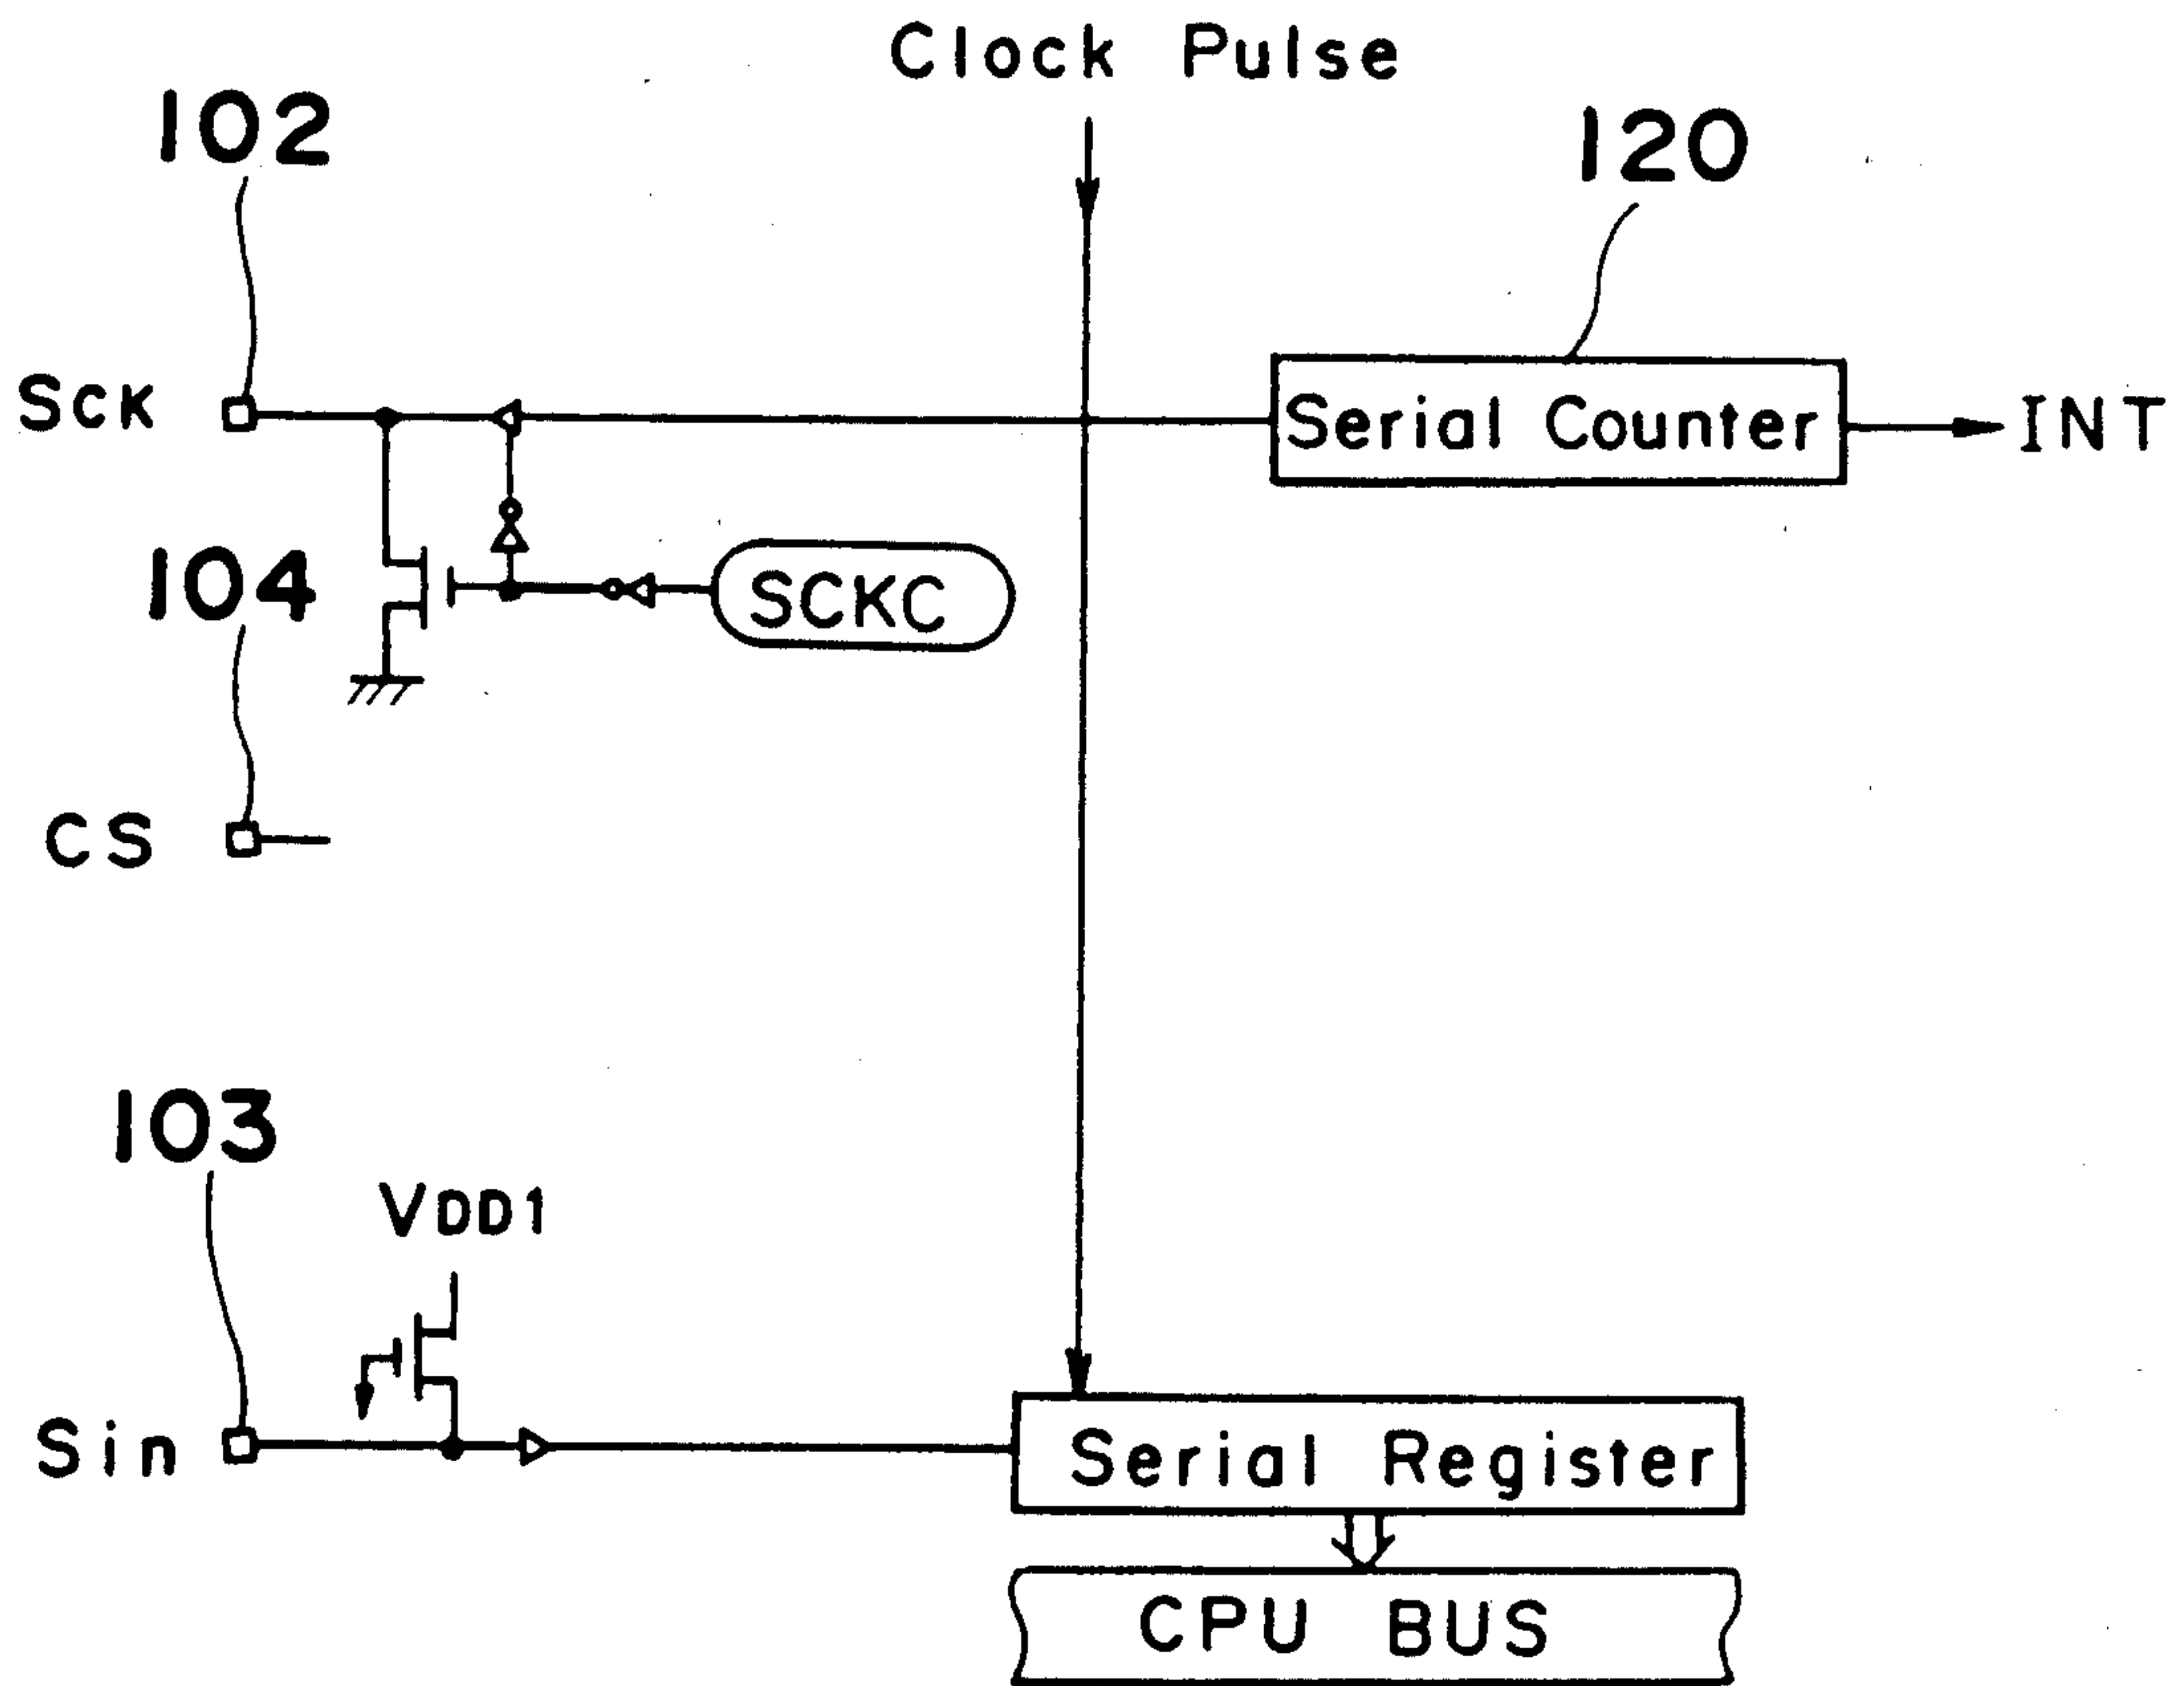 Clock Pulse
102
120
Sck
Serial Counter
INT
104
SCKC
CS
103
VDD1
Sin
Serial Register
CPU BUS